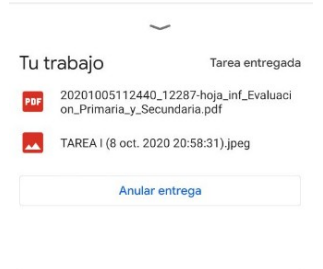 Tu trabajo
Tarea entregada
PDF
20201005112440_12287-hoja_inf_Evaluaci
on_Primaria_y_Secundaria.pdf
TAREA I (8 oct. 2020 20:58:31).jpeg
Anular entrega